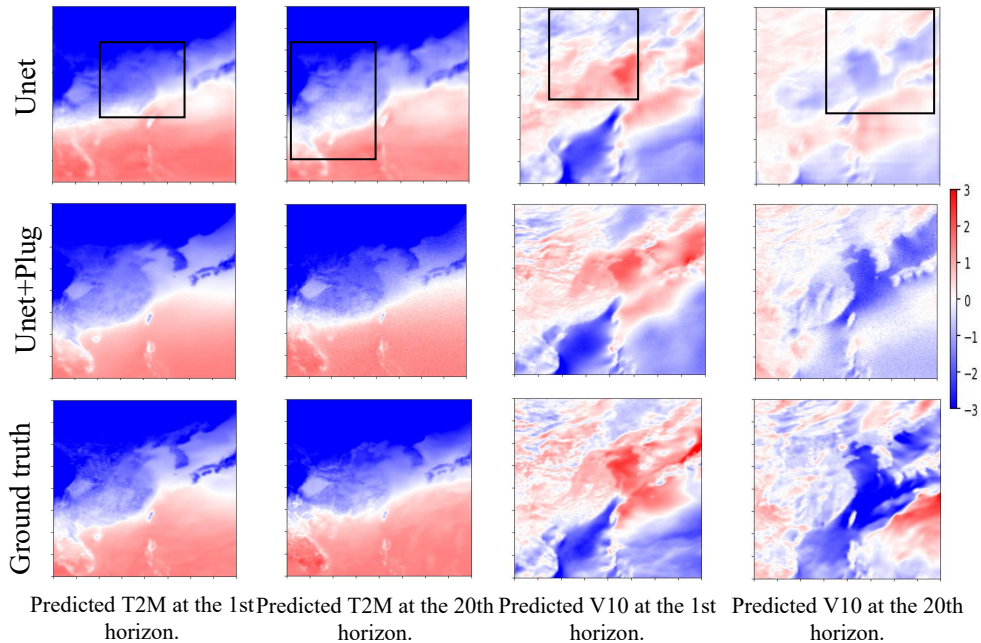 Unet
Unet+Plug
Ground truth
3
2
1
0
−1
−2
−3
Predicted T2M at the 1st
horizon.
Predicted T2M at the 20th
horizon.
Predicted V10 at the 1st
horizon.
Predicted V10 at the 20th
horizon.